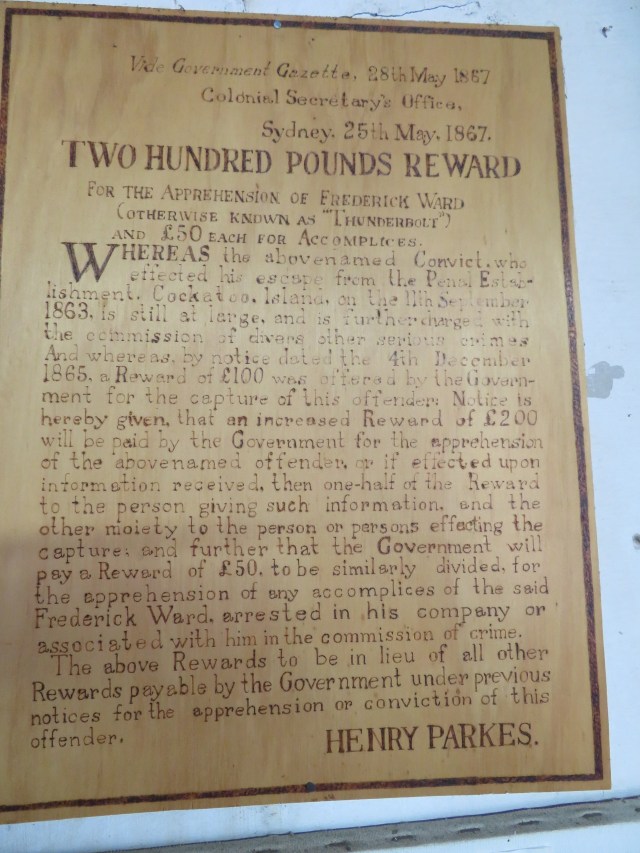 Vide Government Gazette, 28th May 1867
Colonial Secretary's Office,
Sydney, 25th May, 1867.
TWO HUNDRED POUNDS REWARD
FOR THE APPREHENSION OF FREDERICK WARD
(OTHERWISE KNOWN AS "THUNDERBOLT")
AND £50 EACH FOR ACCOMPLICES.
WHEREAS the abovenamed Convict, who
effected his escape from the Penal Estab-
lishment, Cockatoo, Island, on the 11th September
1863, is still at large, and is further charged with
the commission of divers other serious crimes
And whereas, by notice dated the 4th December
1865, a Reward of £100 was offered by the Govern-
ment for the capture of this offender: Notice is
hereby given, that an increased Reward of £200
will be paid by the Government for the apprehension
of the abovenamed offender, or if effected upon
information received, then one-half of the Reward
to the person giving such information, and the
other moiety to the person or persons effecting the
capture; and further that the Government will
pay a Reward of £50, to be similarly divided, for
the apprehension of any accomplices of the said
Frederick Ward, arrested in his company or
associated with him in the commission of crime.
The above Rewards to be in lieu of all other
Rewards payable by the Government under previous
notices for the apprehension or conviction of this
offender.
HENRY PARKES.